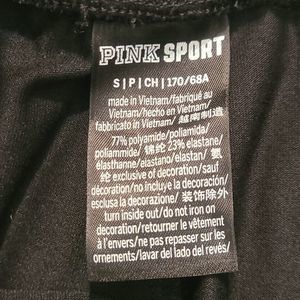 PINK SPORT
S | P | CH | 170/68A
made in Vietnam/fabriqué au
Vietnam/hecho en Vietnam/
fabbricato in Vietnam/ 越南制造
77% polyamide/poliamida/
poliammide/ 锦纶 23% elastane/
élasthanne/elastano/elastan/ 氨
纶 exclusive of decoration/sauf
décoration/no incluye la decoración/
decorazione esclusa/ 装饰除外
turn inside out/do not iron on
decoration/retourner le vêtement
à l'envers/ne pas repasser sur les
ornements/lavar del lado del revés/